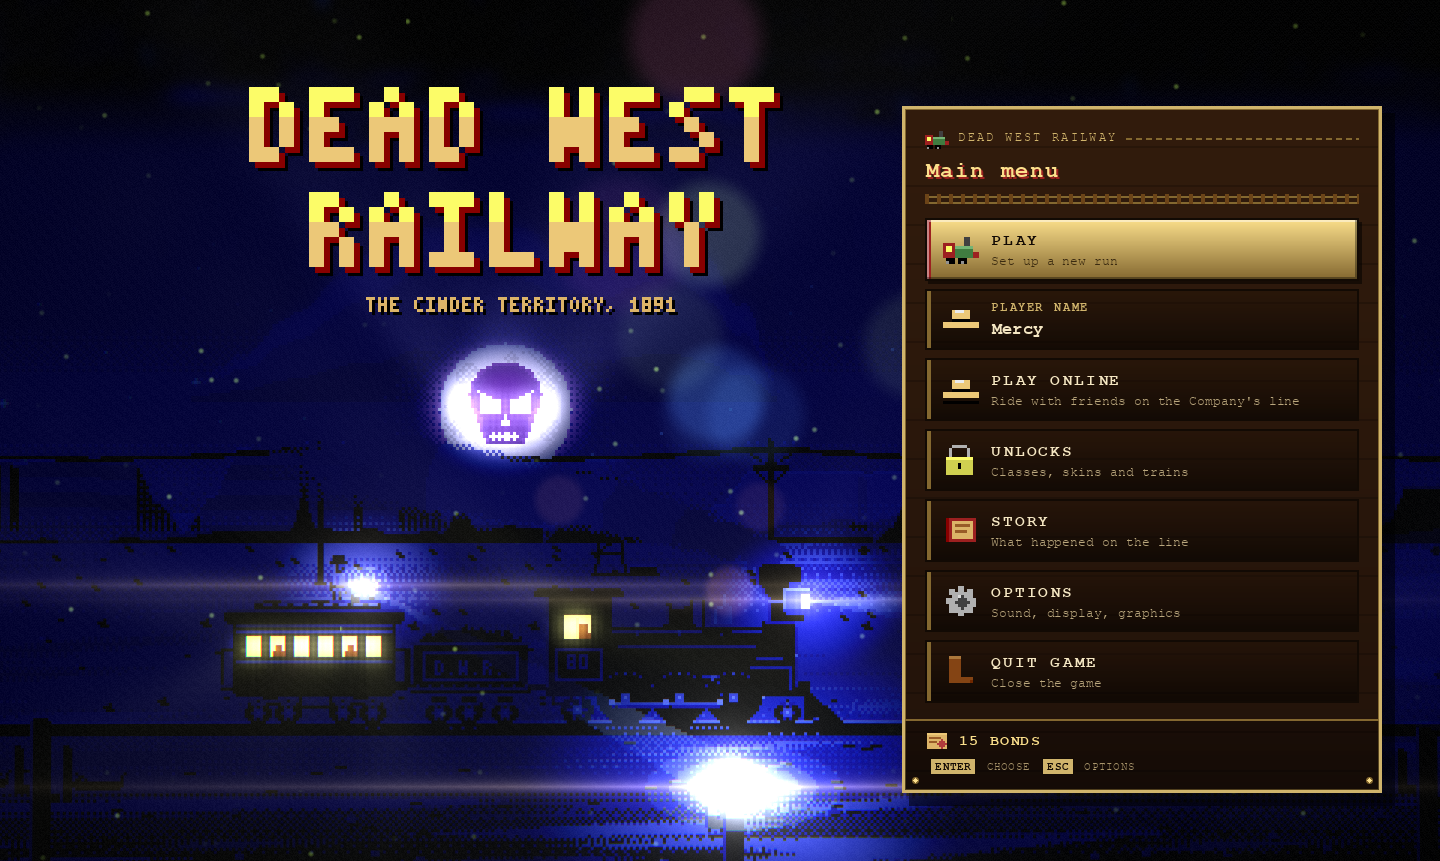 DEAD WEST
RAILWAY
THE CINDER TERRITORY, 1891
D.W.R.
60
DEAD WEST RAILWAY
Main menu
PLAY
Set up a new run
PLAYER NAME
Mercy
PLAY ONLINE
Ride with friends on the Company's line
UNLOCKS
Classes, skins and trains
STORY
What happened on the line
OPTIONS
Sound, display, graphics
QUIT GAME
Close the game
15 BONDS
ENTER CHOOSE ESC OPTIONS